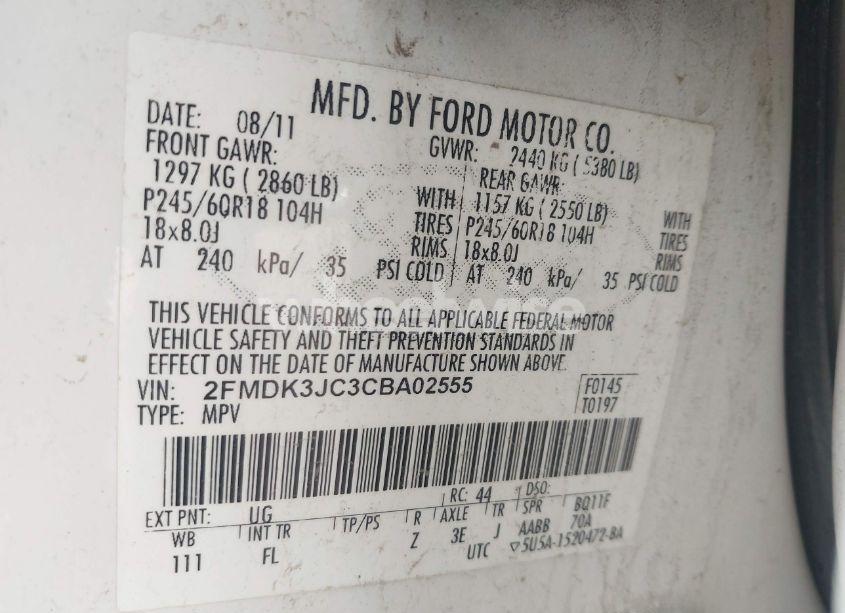 MFD. BY FORD MOTOR CO.
DATE: 08/11
GVWR: 2440 KG ( 5380 LB)
FRONT GAWR:
REAR GAWR:
1297 KG ( 2860 LB)
1157 KG ( 2550 LB)
P245/60R18 104H
WITH
TIRES
P245/60R18 104H
WITH
TIRES
18x8.0J
RIMS
18x8.0J
RIMS
AT 240 kPa/ 35 PSI COLD
AT 240 kPa/ 35 PSI COLD
THIS VEHICLE CONFORMS TO ALL APPLICABLE FEDERAL MOTOR
VEHICLE SAFETY AND THEFT PREVENTION STANDARDS IN
EFFECT ON THE DATE OF MANUFACTURE SHOWN ABOVE.
VIN: 2FMDK3JC3CBA02555
F0145
TYPE: MPV
T0197
EXT PNT: UG
RC: 44
DSO:
WB
INT TR
TP/PS
R
AXLE
TR
SPR
BQ11F
111
FL
Z
3E
J
AABB
70A
UTC
▽5U5A-1520472-BA